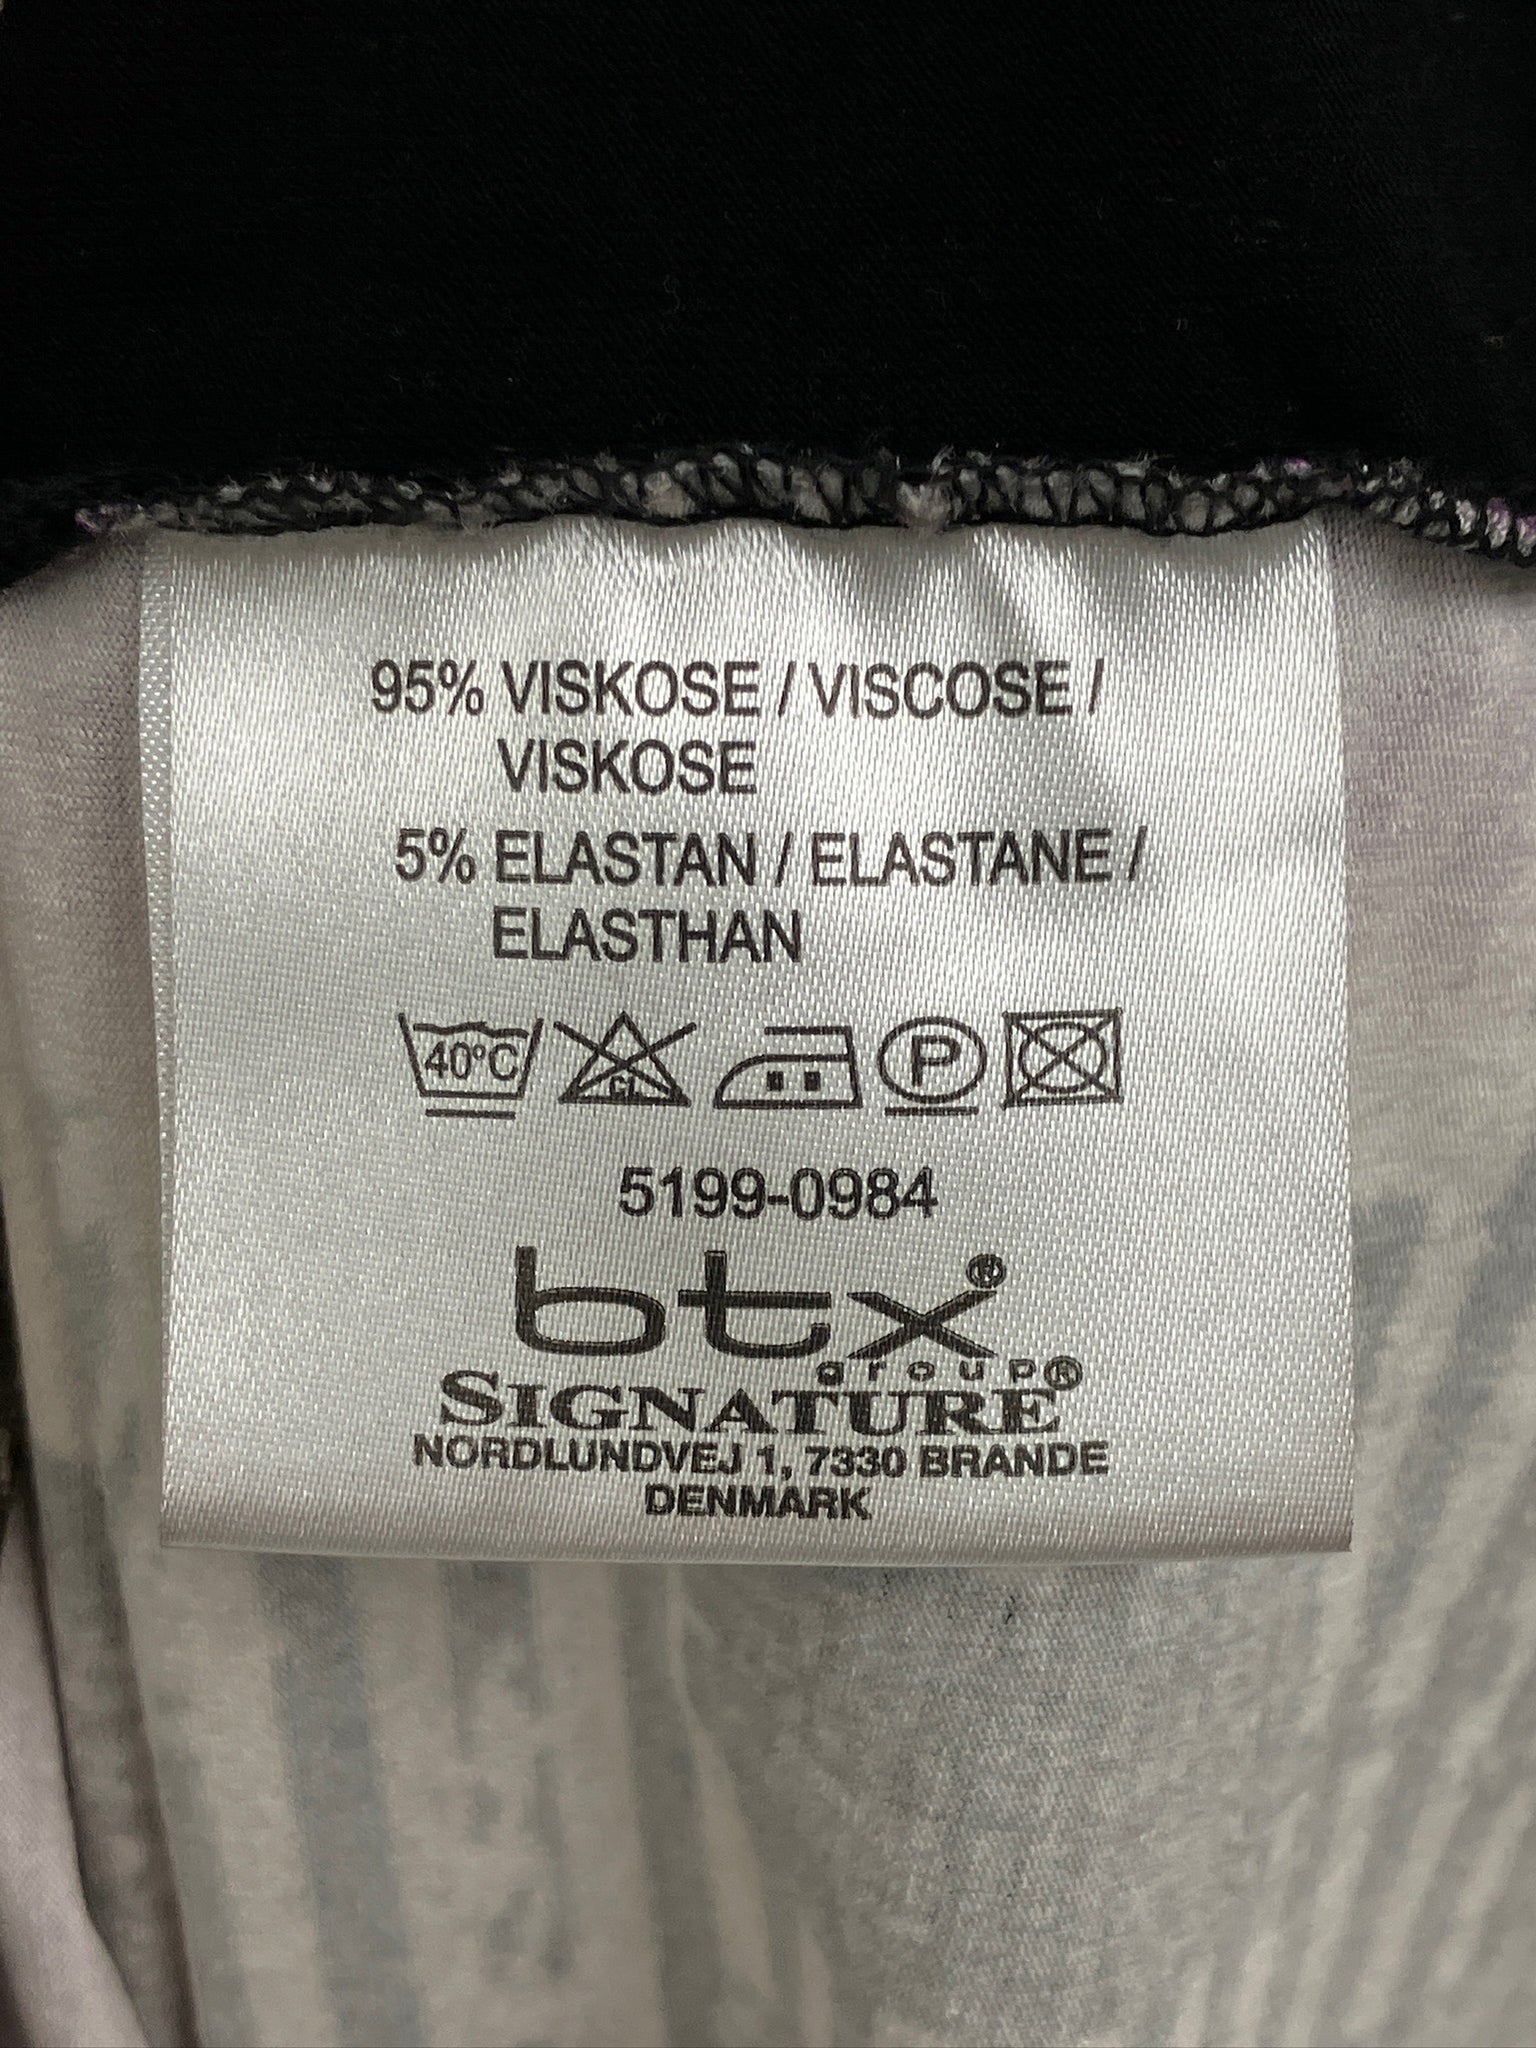 95% VISKOSE / VISCOSE /
VISKOSE
5% ELASTAN / ELASTANE /
ELASTHAN
40°C CL P
5199-0984
btx®
group®
SIGNATURE
NORDLUNDVEJ 1, 7330 BRANDE
DENMARK